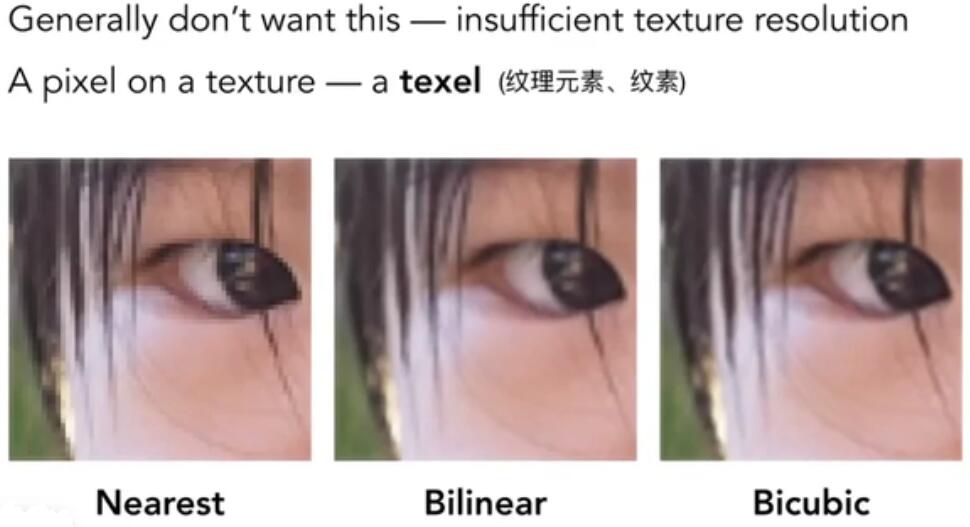 Generally don’t want this — insufficient texture resolution
A pixel on a texture — a texel (纹理元素、纹素)
Nearest Bilinear Bicubic